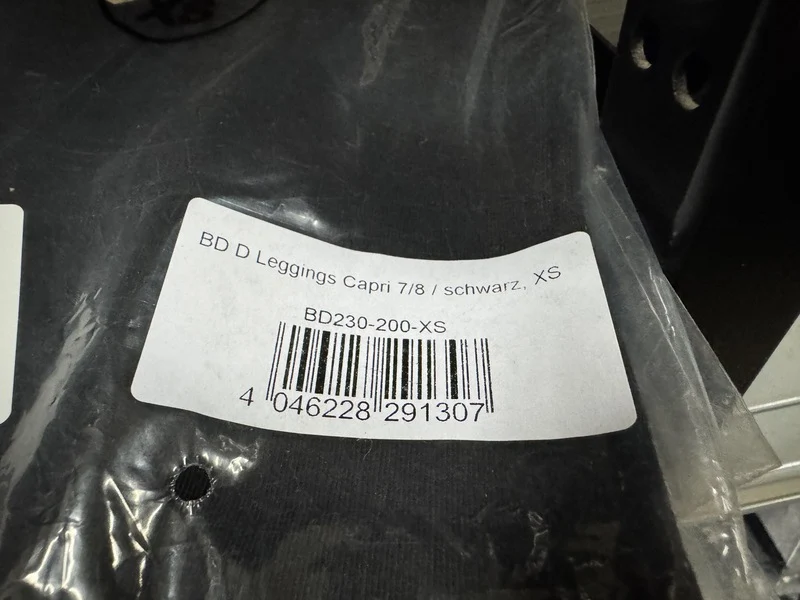 BD D Leggings Capri 7/8 / schwarz, XS
BD230-200-XS
4 046228 291307